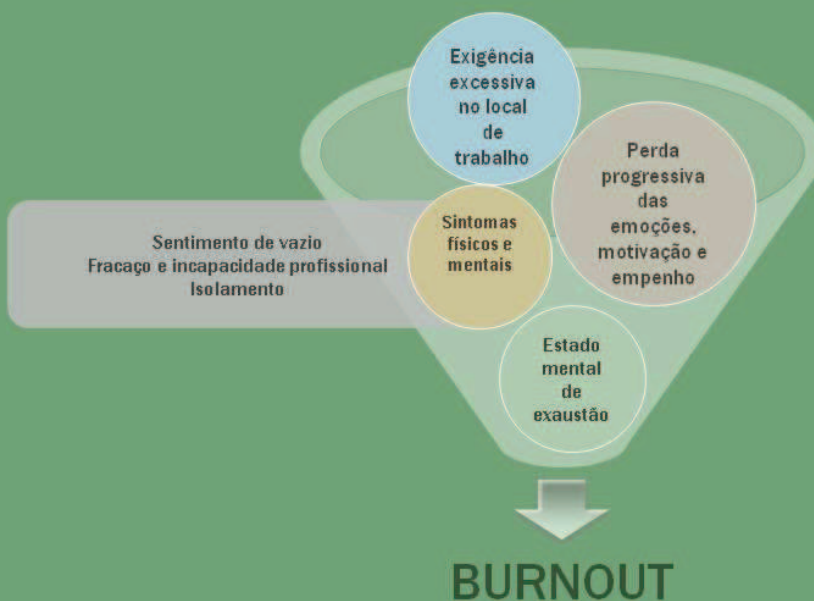 Exigência
excessiva
no local
de
trabalho
Perda
progressiva
das
emoções,
motivação e
empenho
Sintomas
físicos e
mentais
Sentimento de vazio
Fracaço e incapacidade profissional
Isolamento
Estado
mental
de
exaustão
BURNOUT